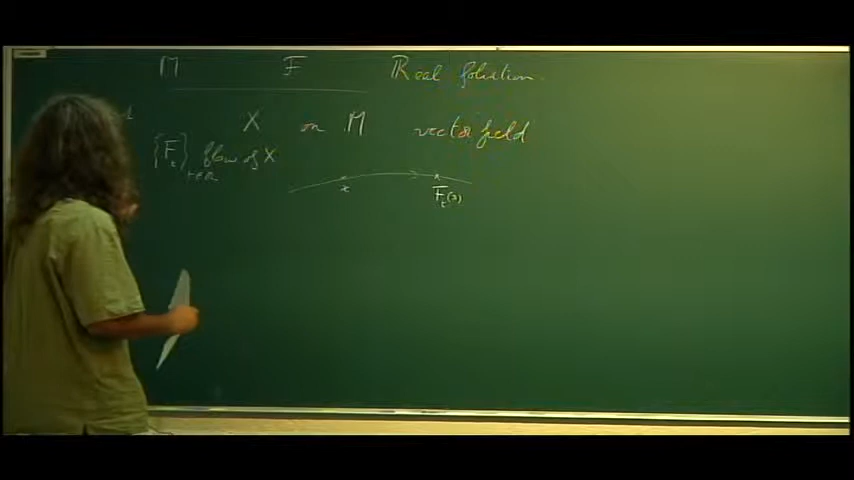 M F Real foliation
X on M vector field
{F_t}_{t∈R} flow of X
x F_t(x)